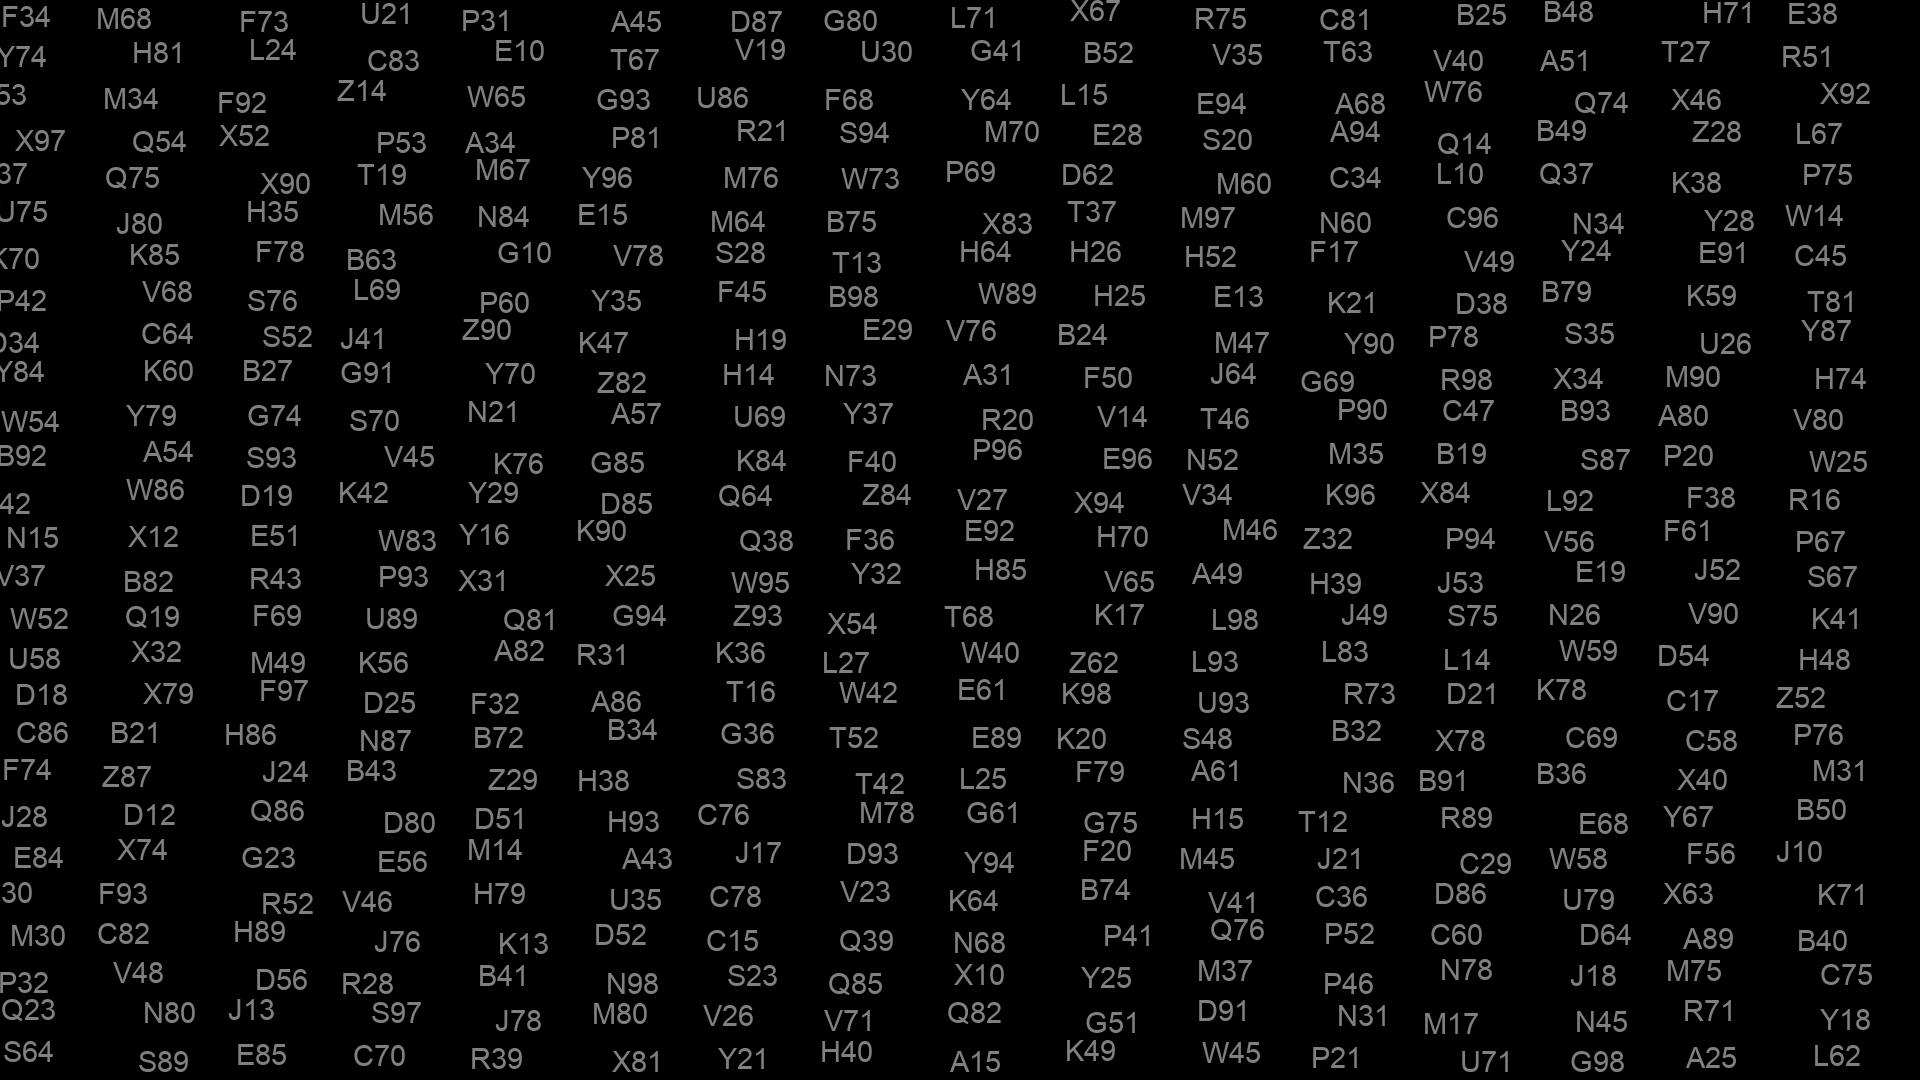 F34 M68 F73 U21 P31 A45 D87 G80 L71 X67 R75 C81 B25 B48 H71 E38
Y74 H81 L24 C83 E10 T67 V19 U30 G41 B52 V35 T63 V40 A51 T27 R51
53 M34 F92 Z14 W65 G93 U86 F68 Y64 L15 E94 A68 W76 Q74 X46 X92
X97 Q54 X52 P53 A34 P81 R21 S94 M70 E28 S20 A94 Q14 B49 Z28 L67
37 Q75 X90 T19 M67 Y96 M76 W73 P69 D62 M60 C34 L10 Q37 K38 P75
U75 J80 H35 M56 N84 E15 M64 B75 X83 T37 M97 N60 C96 N34 Y28 W14
K70 K85 F78 B63 G10 V78 S28 T13 H64 H26 H52 F17 V49 Y24 E91 C45
P42 V68 S76 L69 P60 Y35 F45 B98 W89 H25 E13 K21 D38 B79 K59 T81
D34 C64 S52 J41 Z90 K47 H19 E29 V76 B24 M47 Y90 P78 S35 U26 Y87
Y84 K60 B27 G91 Y70 Z82 H14 N73 A31 F50 J64 G69 R98 X34 M90 H74
W54 Y79 G74 S70 N21 A57 U69 Y37 R20 V14 T46 P90 C47 B93 A80 V80
B92 A54 S93 V45 K76 G85 K84 F40 P96 E96 N52 M35 B19 S87 P20 W25
42 W86 D19 K42 Y29 D85 Q64 Z84 V27 X94 V34 K96 X84 L92 F38 R16
N15 X12 E51 W83 Y16 K90 Q38 F36 E92 H70 M46 Z32 P94 V56 F61 P67
V37 B82 R43 P93 X31 X25 W95 Y32 H85 V65 A49 H39 J53 E19 J52 S67
W52 Q19 F69 U89 Q81 G94 Z93 X54 T68 K17 L98 J49 S75 N26 V90 K41
U58 X32 M49 K56 A82 R31 K36 L27 W40 Z62 L93 L83 L14 W59 D54 H48
D18 X79 F97 D25 F32 A86 T16 W42 E61 K98 U93 R73 D21 K78 C17 Z52
C86 B21 H86 N87 B72 B34 G36 T52 E89 K20 S48 B32 X78 C69 C58 P76
F74 Z87 J24 B43 Z29 H38 S83 T42 L25 F79 A61 N36 B91 B36 X40 M31
J28 D12 Q86 D80 D51 H93 C76 M78 G61 G75 H15 T12 R89 E68 Y67 B50
E84 X74 G23 E56 M14 A43 J17 D93 Y94 F20 M45 J21 C29 W58 F56 J10
30 F93 R52 V46 H79 U35 C78 V23 K64 B74 V41 C36 D86 U79 X63 K71
M30 C82 H89 J76 K13 D52 C15 Q39 N68 P41 Q76 P52 C60 D64 A89 B40
P32 V48 D56 R28 B41 N98 S23 Q85 X10 Y25 M37 P46 N78 J18 M75 C75
Q23 N80 J13 S97 J78 M80 V26 V71 Q82 G51 D91 N31 M17 N45 R71 Y18
S64 S89 E85 C70 R39 X81 Y21 H40 A15 K49 W45 P21 U71 G98 A25 L62